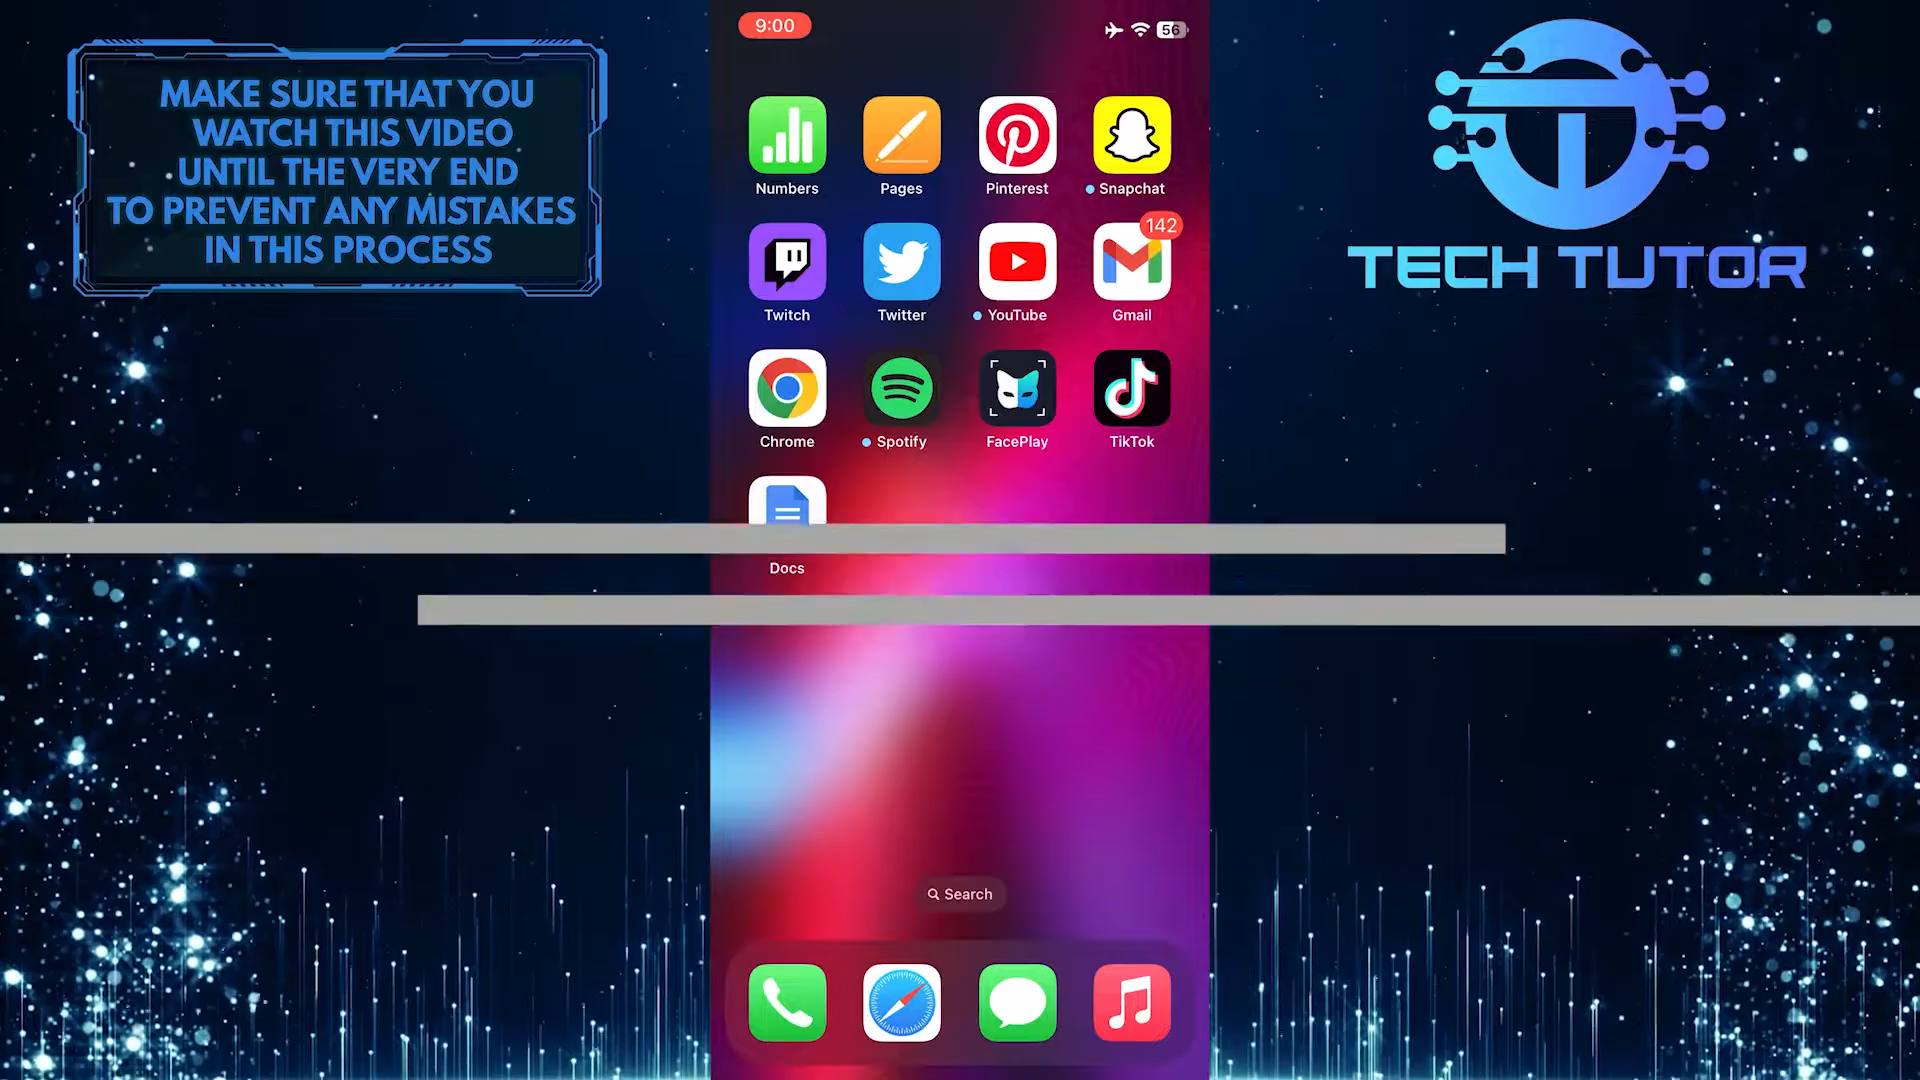 MAKE SURE THAT YOU
WATCH THIS VIDEO
UNTIL THE VERY END
TO PREVENT ANY MISTAKES
IN THIS PROCESS
9:00
56
TECH TUTOR
Numbers
Pages
Pinterest
Snapchat
142
Twitch
Twitter
YouTube
Gmail
Chrome
Spotify
FacePlay
TikTok
Docs
Search